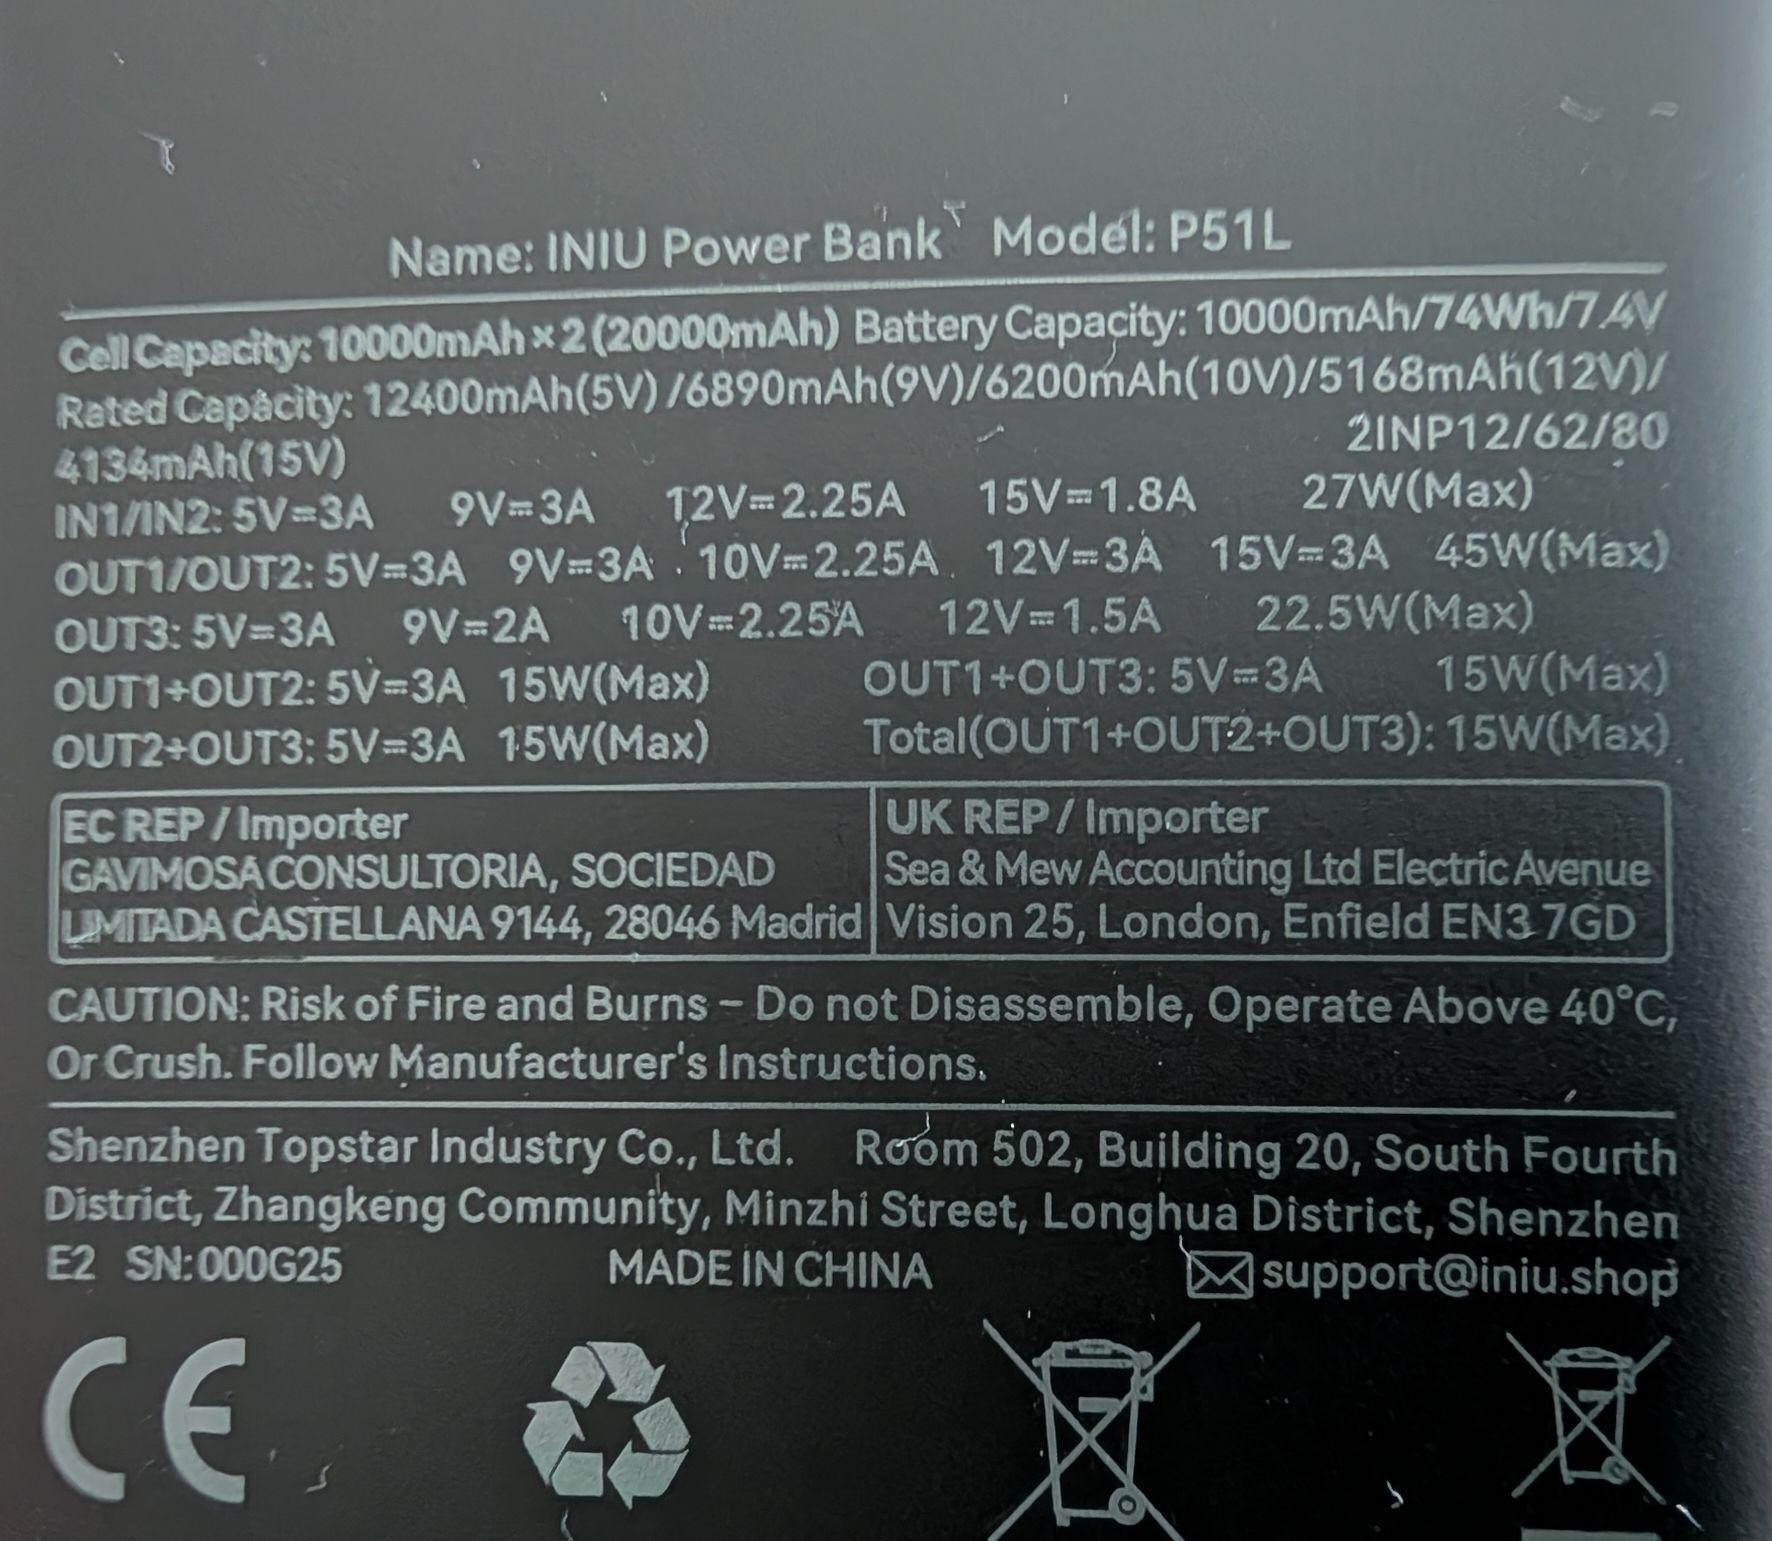 Name: INIU Power Bank Model: P51L
Cell Capacity: 10000mAh×2 (20000mAh) Battery Capacity: 10000mAh/74Wh/7.4V
Rated Capacity: 12400mAh(5V) /6890mAh(9V)/6200mAh(10V)/5168mAh(12V)/
4134mAh(15V) 2INP12/62/80
IN1/IN2: 5V⎓3A 9V⎓3A 12V⎓2.25A 15V⎓1.8A 27W(Max)
OUT1/OUT2: 5V⎓3A 9V⎓3A 10V⎓2.25A 12V⎓3A 15V⎓3A 45W(Max)
OUT3: 5V⎓3A 9V⎓2A 10V⎓2.25A 12V⎓1.5A 22.5W(Max)
OUT1+OUT2: 5V⎓3A 15W(Max) OUT1+OUT3: 5V⎓3A 15W(Max)
OUT2+OUT3: 5V⎓3A 15W(Max) Total(OUT1+OUT2+OUT3): 15W(Max)
EC REP / Importer
GAVIMOSA CONSULTORIA, SOCIEDAD
LIMITADA CASTELLANA 9144, 28046 Madrid
UK REP / Importer
Sea & Mew Accounting Ltd Electric Avenue
Vision 25, London, Enfield EN3 7GD
CAUTION: Risk of Fire and Burns – Do not Disassemble, Operate Above 40°C,
Or Crush. Follow Manufacturer's Instructions.
Shenzhen Topstar Industry Co., Ltd. Room 502, Building 20, South Fourth
District, Zhangkeng Community, Minzhi Street, Longhua District, Shenzhen
E2 SN:000G25 MADE IN CHINA support@iniu.shop
CE